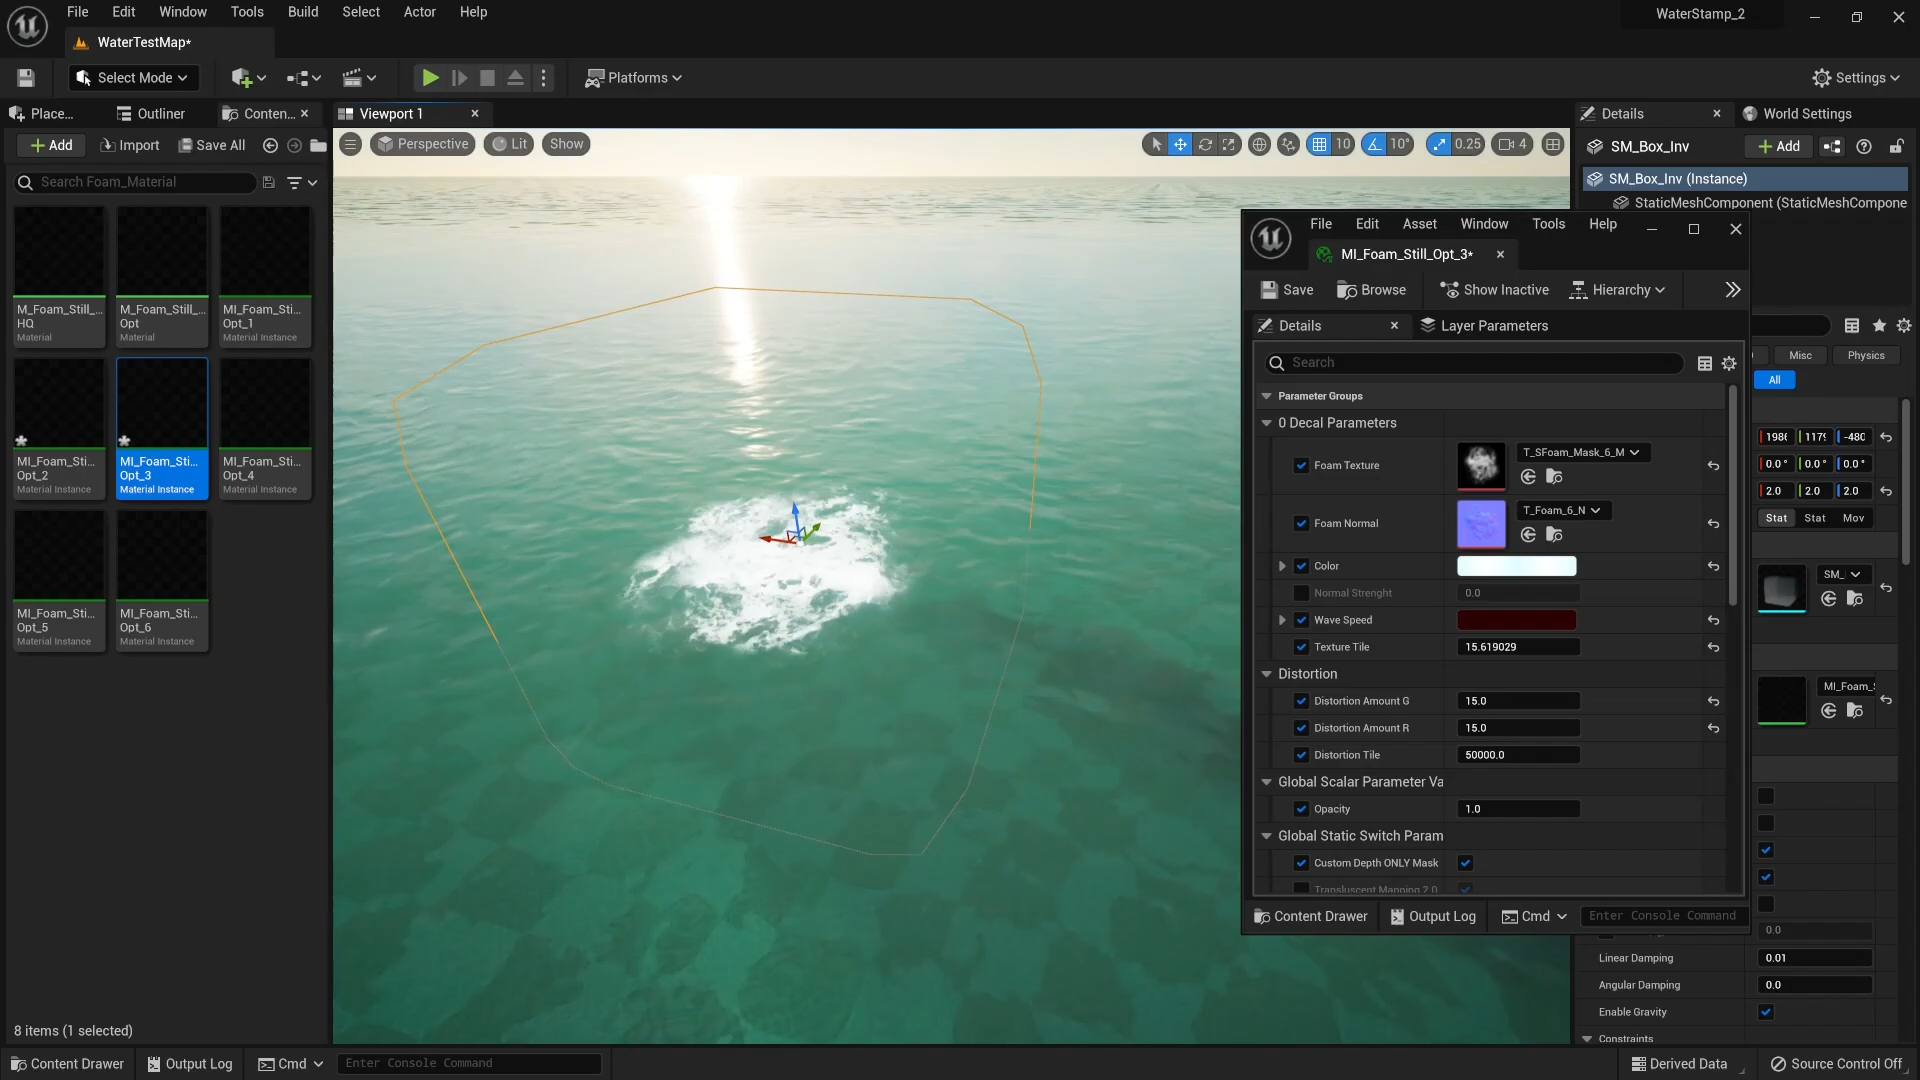 File Edit Window Tools Build Select Actor Help
WaterStamp_2
WaterTestMap*
Select Mode
Platforms
Settings
Place...
Outliner
Conten...
Viewport 1
Details
World Settings
Add
Import
Save All
Perspective
Lit
Show
10
10°
0.25
4
SM_Box_Inv
Add
Search Foam_Material
SM_Box_Inv (Instance)
StaticMeshComponent (StaticMeshCompone
M_Foam_Still_...
HQ
Material
M_Foam_Still_...
Opt
Material
MI_Foam_Sti...
Opt_1
Material Instance
MI_Foam_Sti...
Opt_2
Material Instance
MI_Foam_Sti...
Opt_3
Material Instance
MI_Foam_Sti...
Opt_4
Material Instance
MI_Foam_Sti...
Opt_5
Material Instance
MI_Foam_Sti...
Opt_6
Material Instance
File Edit Asset Window Tools Help
MI_Foam_Still_Opt_3*
Save
Browse
Show Inactive
Hierarchy
Details
Layer Parameters
Search
Parameter Groups
0 Decal Parameters
Foam Texture
T_SFoam_Mask_6_M
Foam Normal
T_Foam_6_N
Color
Normal Strenght
0.0
Wave Speed
Texture Tile
15.619029
Distortion
Distortion Amount G
15.0
Distortion Amount R
15.0
Distortion Tile
50000.0
Global Scalar Parameter Va
Opacity
1.0
Global Static Switch Param
Custom Depth ONLY Mask
Transluscent Mapping 2.0
Content Drawer
Output Log
Cmd
Enter Console Command
Misc
Physics
All
198
117
-480
0.0° 0.0° 0.0°
2.0 2.0 2.0
Stat Stat Mov
SM_
MI_Foam_
0.0
Linear Damping
0.01
Angular Damping
0.0
Enable Gravity
Constraints
8 items (1 selected)
Content Drawer
Output Log
Cmd
Enter Console Command
Derived Data
Source Control Off